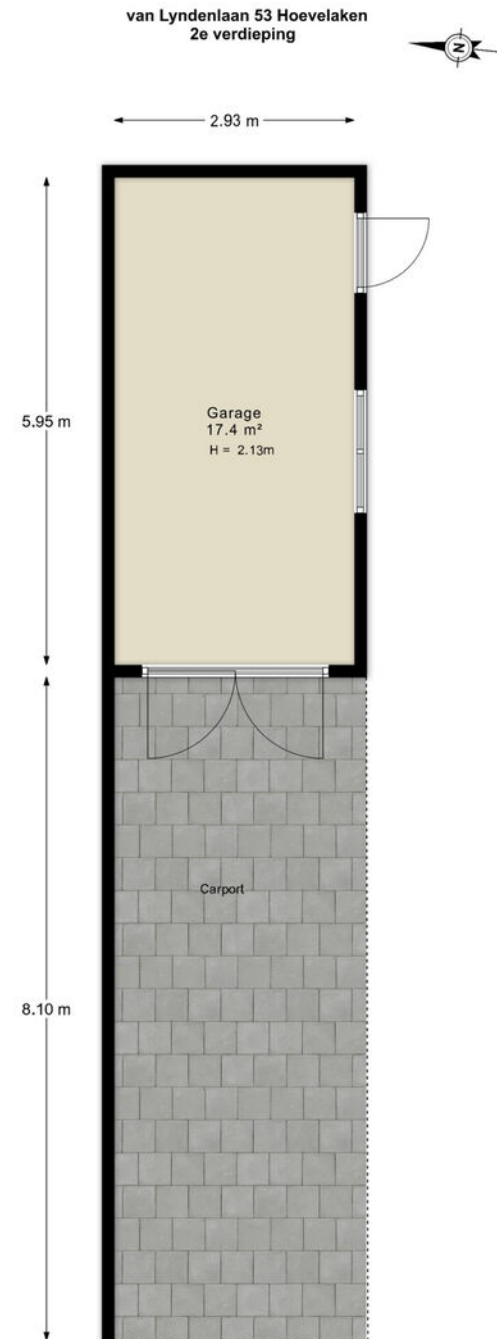 van Lyndenlaan 53 Hoevelaken
2e verdieping
N
2.93 m
5.95 m
Garage
17.4 m²
H = 2.13m
Carport
8.10 m